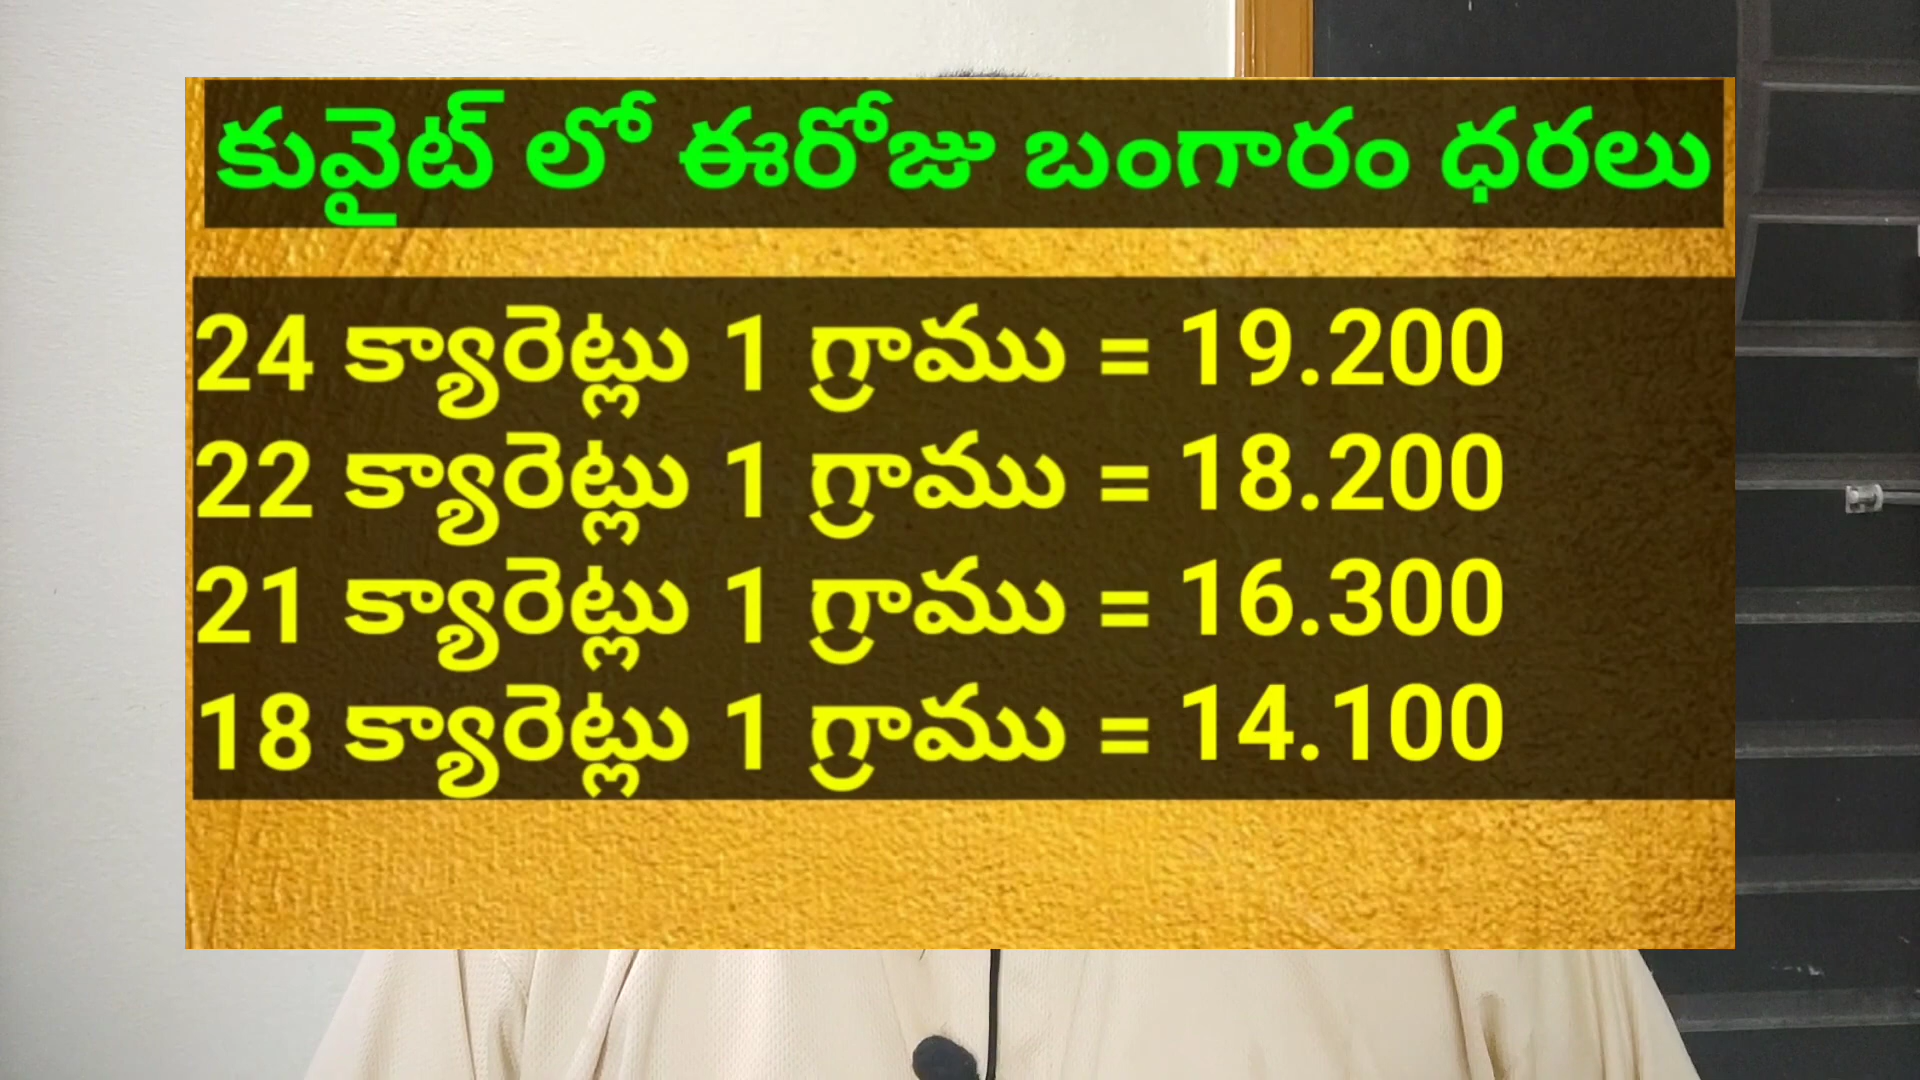 కువైట్ లో ఈరోజు బంగారం ధరలు
24 క్యారెట్లు 1 గ్రాము = 19.200
22 క్యారెట్లు 1 గ్రాము = 18.200
21 క్యారెట్లు 1 గ్రాము = 16.300
18 క్యారెట్లు 1 గ్రాము = 14.100